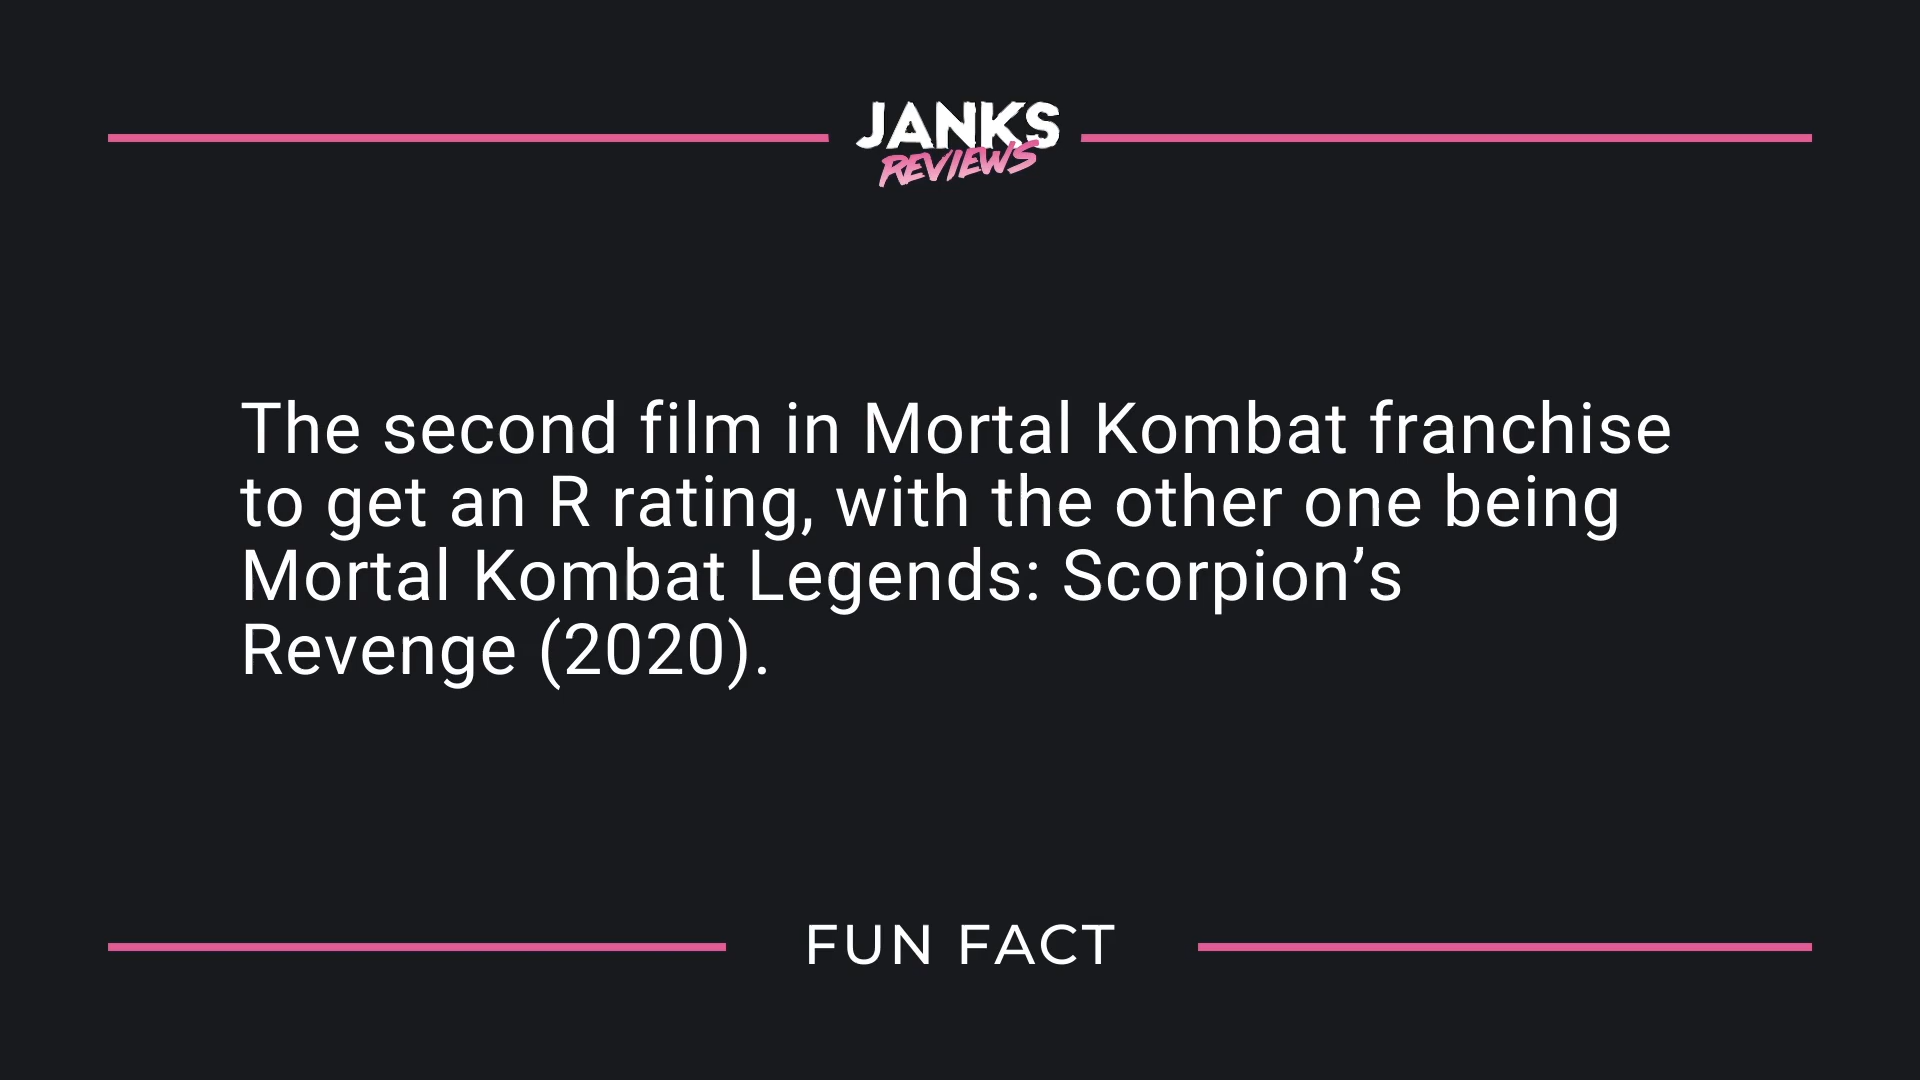 JANKS
REVIEWS
The second film in Mortal Kombat franchise
to get an R rating, with the other one being
Mortal Kombat Legends: Scorpion’s
Revenge (2020).
FUN FACT